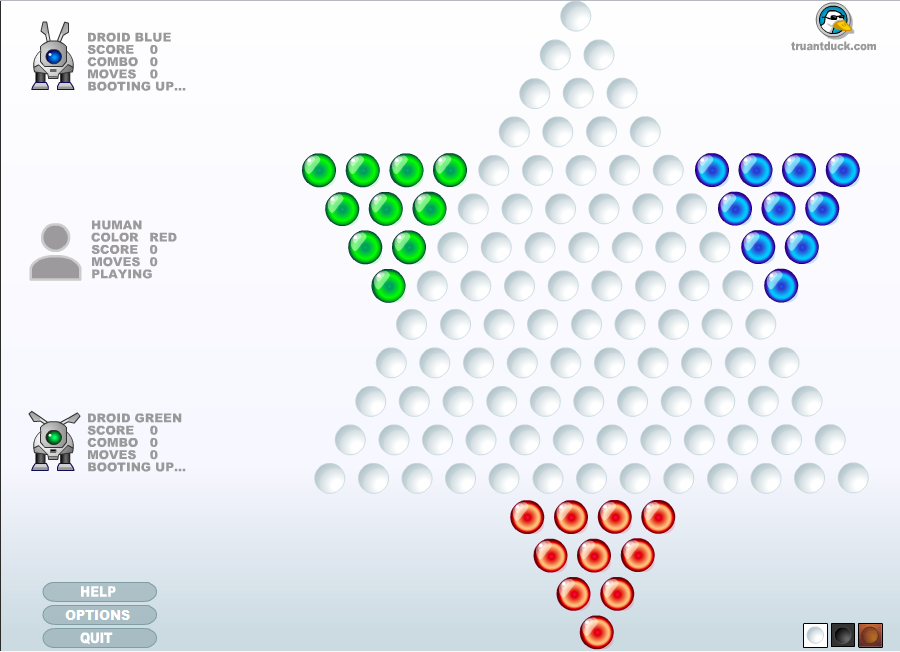 DROID BLUE
SCORE 0
COMBO 0
MOVES 0
BOOTING UP...
truantduck.com
HUMAN
COLOR RED
SCORE 0
MOVES 0
PLAYING
DROID GREEN
SCORE 0
COMBO 0
MOVES 0
BOOTING UP...
HELP
OPTIONS
QUIT